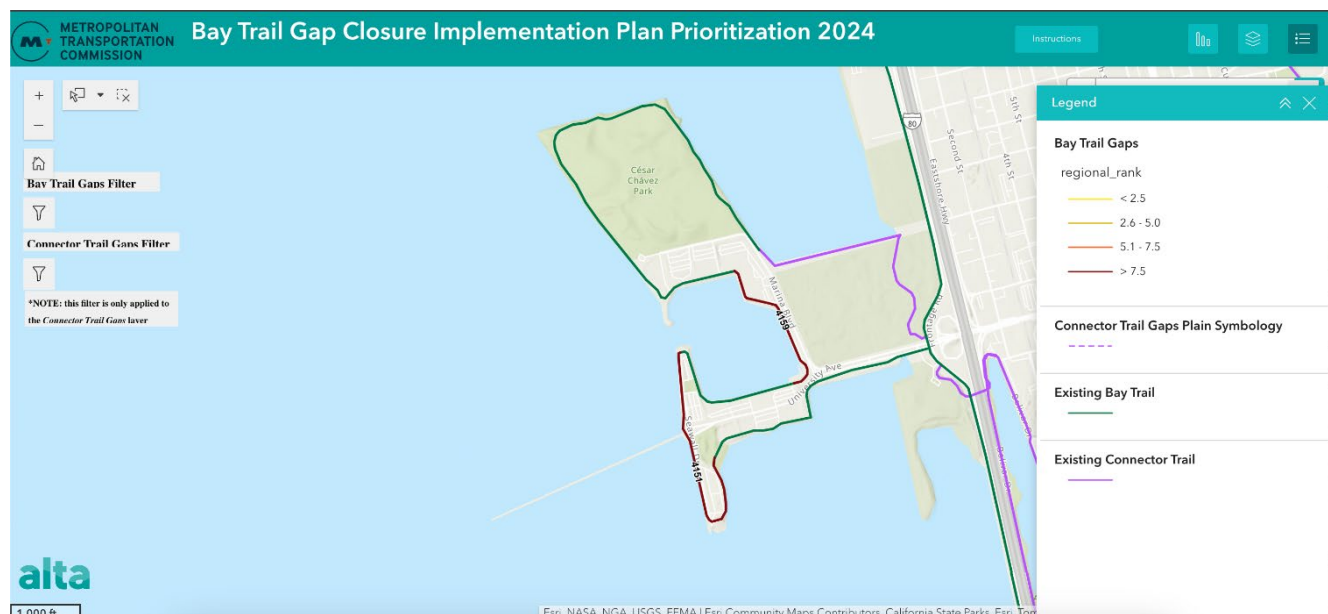 METROPOLITAN
TRANSPORTATION
COMMISSION
Bay Trail Gap Closure Implementation Plan Prioritization 2024
Instructions
+
−
Bay Trail Gaps Filter
Connector Trail Gaps Filter
*NOTE: this filter is only applied to
the Connector Trail Gaps layer
César
Chávez
Park
80
Eastshore Hwy
Second St
5th St
4th St
Marina Blvd
4159
Frontage Rd
University Ave
Seawall
4151
Bolivar Dr
Legend
Bay Trail Gaps
regional_rank
< 2.5
2.6 - 5.0
5.1 - 7.5
> 7.5
Connector Trail Gaps Plain Symbology
Existing Bay Trail
Existing Connector Trail
alta
1,000 ft
Esri, NASA, NGA, USGS, FEMA | Esri Community Maps Contributors, California State Parks, Esri, Tom